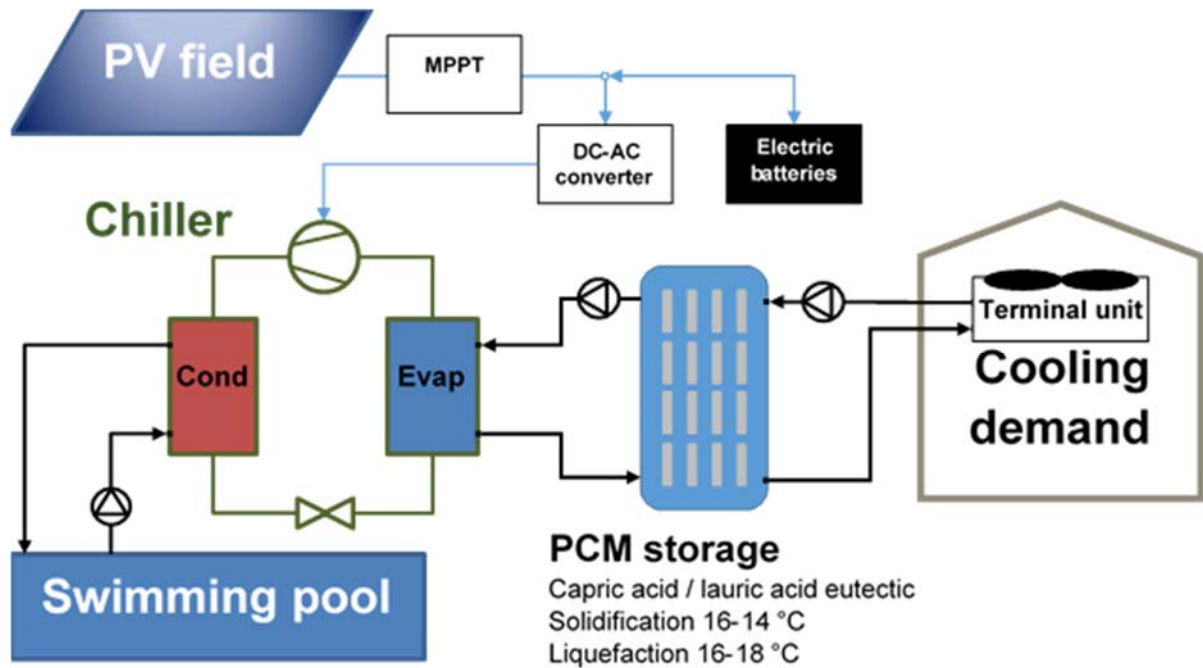 PV field
MPPT
DC-AC
converter
Electric
batteries
Chiller
Cond
Evap
Terminal unit
Cooling
demand
Swimming pool
PCM storage
Capric acid / lauric acid eutectic
Solidification 16-14 °C
Liquefaction 16-18 °C